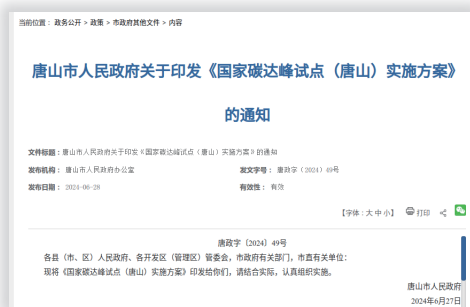 当前位置： 政务公开 > 政策 > 市政府其他文件 > 内容
唐山市人民政府关于印发《国家碳达峰试点（唐山）实施方案》
的通知
文件标题：唐山市人民政府关于印发《国家碳达峰试点（唐山）实施方案》的通知
发布机构： 唐山市人民政府办公室 发文字号： 唐政字〔2024〕49号
发布日期： 2024-06-28 有效性： 有效
【字体：大 中 小】 打印
唐政字〔2024〕49号
各县（市、区）人民政府、各开发区（管理区）管委会，市政府有关部门，市直有关单位：
现将《国家碳达峰试点（唐山）实施方案》印发给你们，请结合实际，认真组织实施。
唐山市人民政府
2024年6月27日